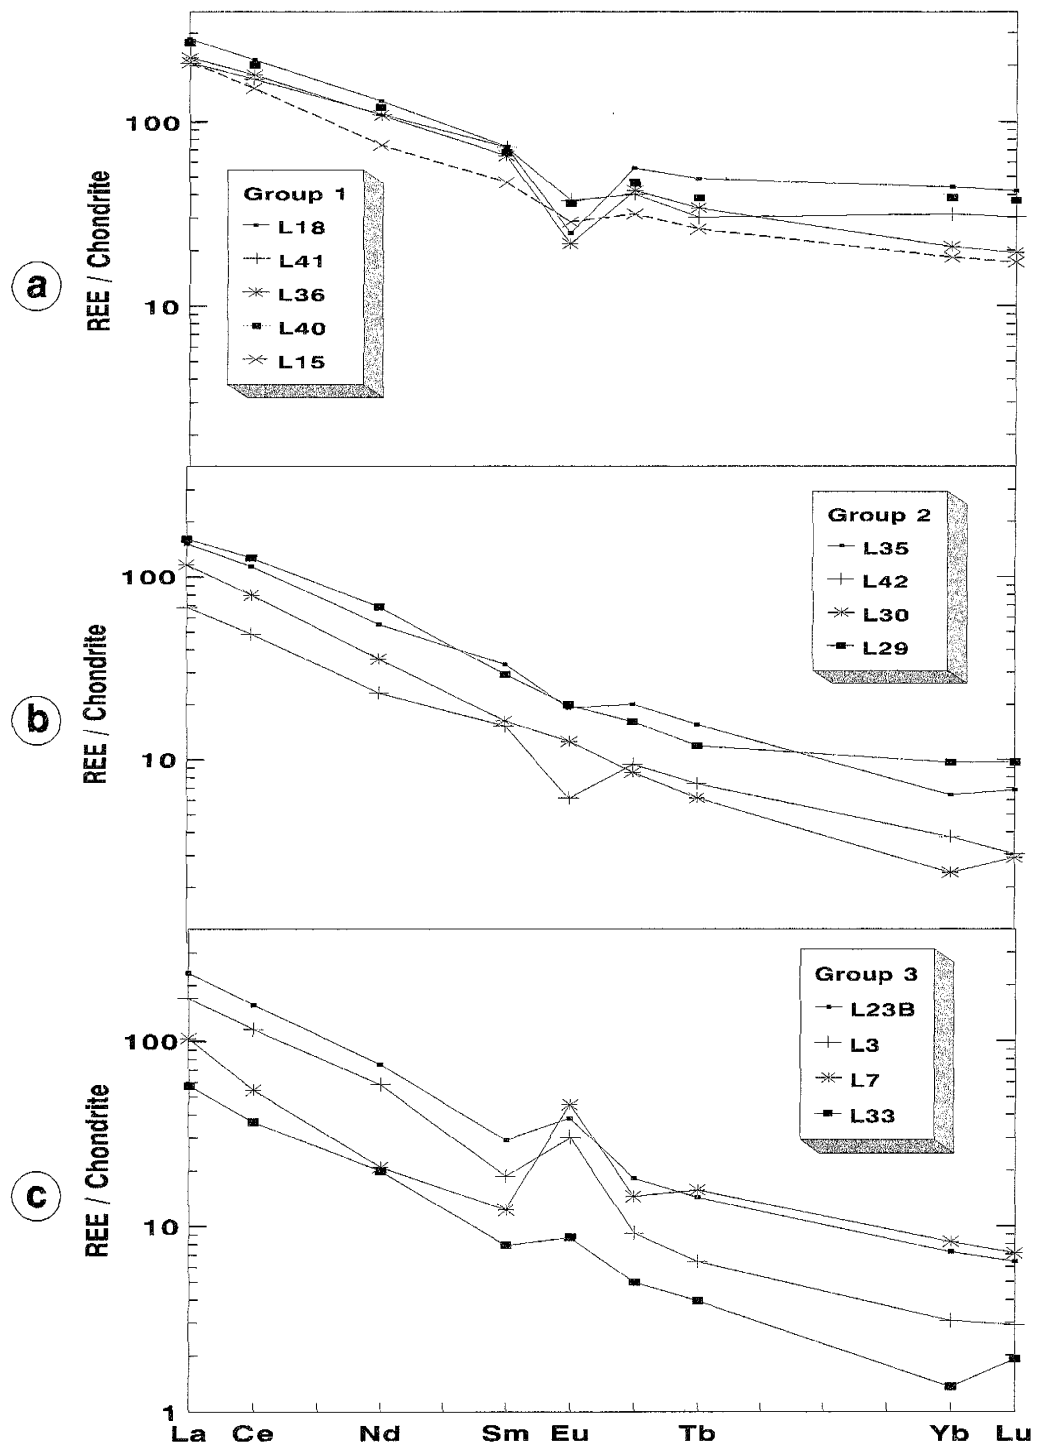 100
10
REE / Chondrite
a
Group 1
L18
L41
L36
L40
L15
100
10
REE / Chondrite
b
Group 2
L35
L42
L30
L29
100
10
1
REE / Chondrite
c
Group 3
L23B
L3
L7
L33
La Ce Nd Sm Eu Tb Yb Lu